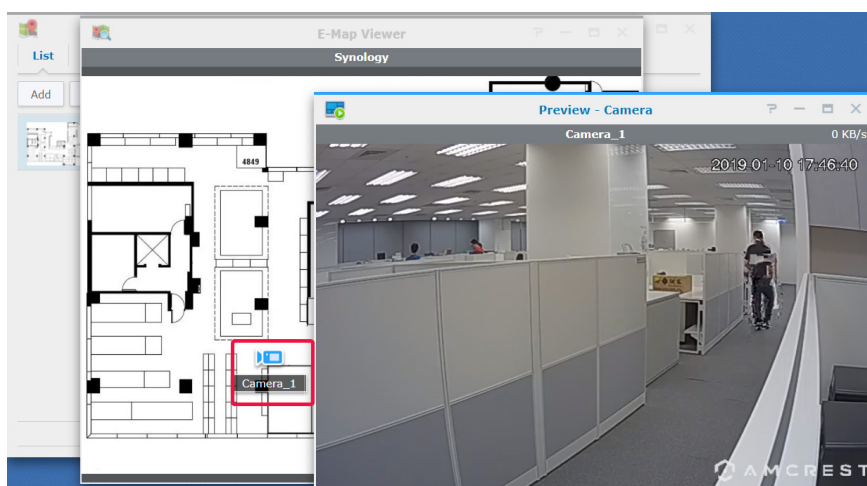 E-Map Viewer
List
Synology
Add
Preview - Camera
Camera_1
0 KB/s
4849
2019-01-10 17:46:40
Camera_1
AMCREST